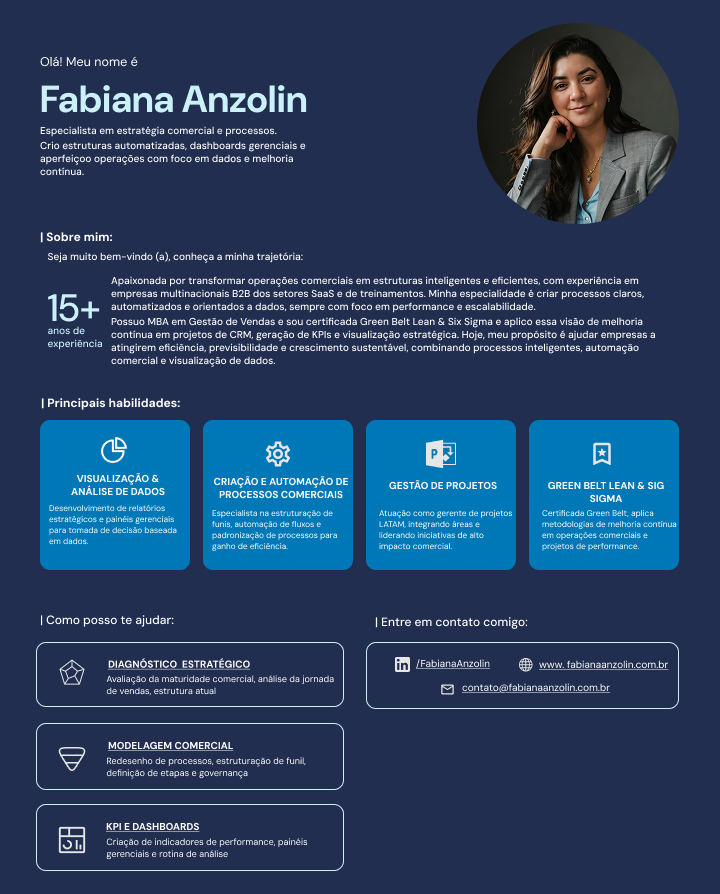 Olá! Meu nome é
Fabiana Anzolin
Especialista em estratégia comercial e processos.
Crio estruturas automatizadas, dashboards gerenciais e
aperfeiçoo operações com foco em dados e melhoria
contínua.
| Sobre mim:
Seja muito bem-vindo (a), conheça a minha trajetória:
15+
anos de
experiência
Apaixonada por transformar operações comerciais em estruturas inteligentes e eficientes, com experiência em
empresas multinacionais B2B dos setores SaaS e de treinamentos. Minha especialidade é criar processos claros,
automatizados e orientados a dados, sempre com foco em performance e escalabilidade.
Possuo MBA em Gestão de Vendas e sou certificada Green Belt Lean & Six Sigma e aplico essa visão de melhoria
contínua em projetos de CRM, geração de KPIs e visualização estratégica. Hoje, meu propósito é ajudar empresas a
atingirem eficiência, previsibilidade e crescimento sustentável, combinando processos inteligentes, automação
comercial e visualização de dados.
| Principais habilidades:
VISUALIZAÇÃO &
ANÁLISE DE DADOS
Desenvolvimento de relatórios
estratégicos e painéis gerenciais
para tomada de decisão baseada
em dados.
CRIAÇÃO E AUTOMAÇÃO DE
PROCESSOS COMERCIAIS
Especialista na estruturação de
funis, automação de fluxos e
padronização de processos para
ganho de eficiência.
P
GESTÃO DE PROJETOS
Atuação como gerente de projetos
LATAM, integrando áreas e
liderando iniciativas de alto
impacto comercial.
GREEN BELT LEAN & SIG
SIGMA
Certificada Green Belt, aplica
metodologias de melhoria contínua
em operações comerciais e
projetos de performance.
| Como posso te ajudar:
DIAGNÓSTICO ESTRATÉGICO
Avaliação da maturidade comercial, análise da jornada
de vendas, estrutura atual
MODELAGEM COMERCIAL
Redesenho de processos, estruturação de funil,
definição de etapas e governança
KPI E DASHBOARDS
Criação de indicadores de performance, painéis
gerenciais e rotina de análise
| Entre em contato comigo:
in /FabianaAnzolin
www. fabianaanzolin.com.br
contato@fabianaanzolin.com.br